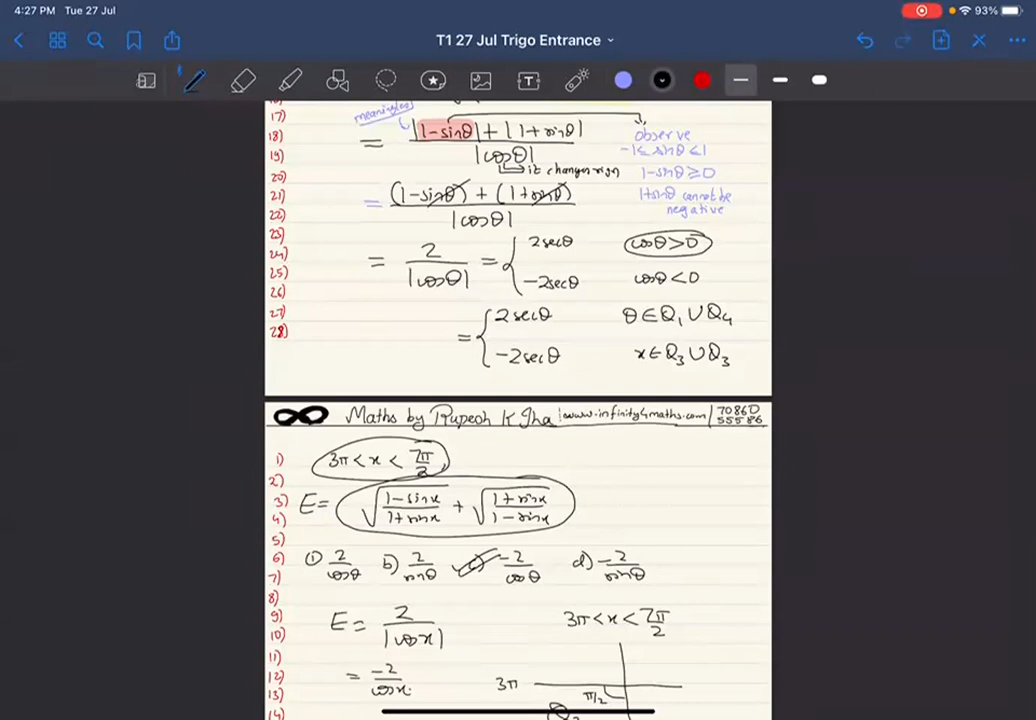 4:27 PM Tue 27 Jul
93%
T1 27 Jul Trigo Entrance
meaningless
17)
18) = |1-sinθ| + |1+sinθ|
19) |cosθ|
it changes sign
observe
-1≤sinθ≤1
20) 1-sinθ≥0
21) = (1-sinθ) + (1+sinθ)
22) |cosθ|
1+sinθ cannot be
negative
23) 2secθ cosθ>0
24) = 2/|cosθ| =
25) -2secθ cosθ<0
26)
27) = 2secθ θ∈Q1∪Q4
28) -2secθ x∈Q3∪Q3
Maths by Rupesh K Jha www.infinity4maths.com/ 70860
55586
1) 3π<x<7π/2
2)
3) E= √(1-sinx/1+sinx) + √(1+sinx/1-sinx)
4)
5)
6) ① 2/cosθ b) 2/sinθ c) -2/cosθ d) -2/sinθ
7)
8)
9) E= 2/|cosx| 3π<x<7π/2
10)
11)
12) = -2/cosx 3π
13) π/2
14)